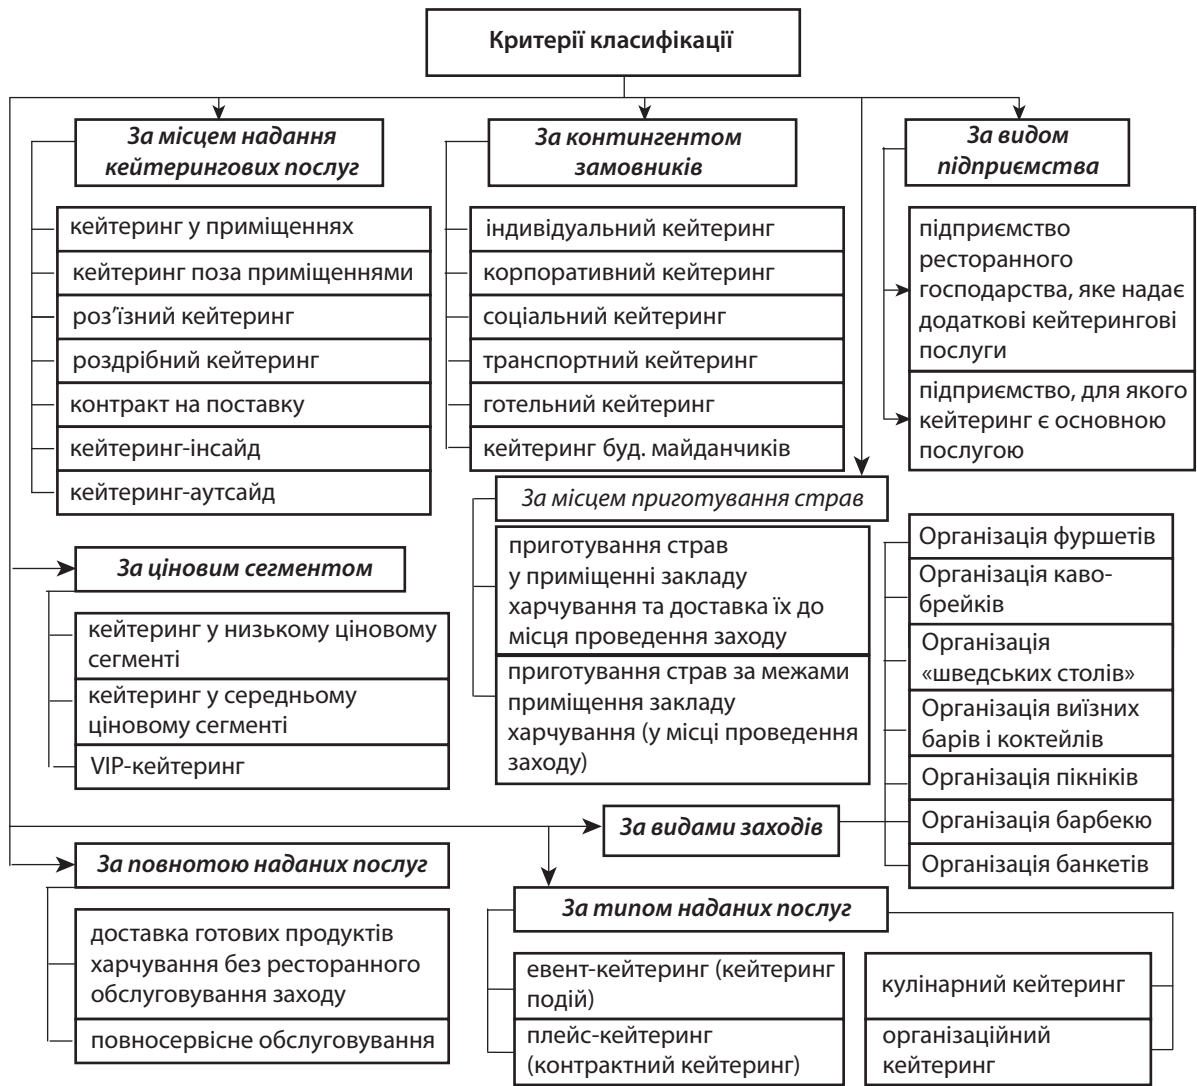 Критерії класифікації
За місцем надання
кейтерингових послуг
кейтеринг у приміщеннях
кейтеринг поза приміщеннями
роз’їзний кейтеринг
роздрібний кейтеринг
контракт на поставку
кейтеринг-інсайд
кейтеринг-аутсайд
За контингентом
замовників
індивідуальний кейтеринг
корпоративний кейтеринг
соціальний кейтеринг
транспортний кейтеринг
готельний кейтеринг
кейтеринг буд. майданчиків
За видом
підприємства
підприємство
ресторанного
господарства, яке надає
додаткові кейтерингові
послуги
підприємство, для якого
кейтеринг є основною
послугою
За місцем приготування страв
приготування страв
у приміщенні закладу
харчування та доставка їх до
місця проведення заходу
приготування страв за межами
приміщення закладу
харчування (у місці проведення
заходу)
За ціновим сегментом
кейтеринг у низькому ціновому
сегменті
кейтеринг у середньому
ціновому сегменті
VIP-кейтеринг
За видами заходів
Організація фуршетів
Організація каво-
брейків
Організація
«шведських столів»
Організація виїзних
барів і коктейлів
Організація пікніків
Організація барбекю
Організація банкетів
За повнотою наданих послуг
доставка готових продуктів
харчування без ресторанного
обслуговування заходу
повносервісне обслуговування
За типом наданих послуг
евент-кейтеринг (кейтеринг
подій)
плейс-кейтеринг
(контрактний кейтеринг)
кулінарний кейтеринг
організаційний
кейтеринг